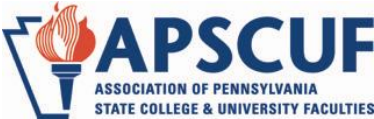 APSCUF
ASSOCIATION OF PENNSYLVANIA
STATE COLLEGE & UNIVERSITY FACULTIES